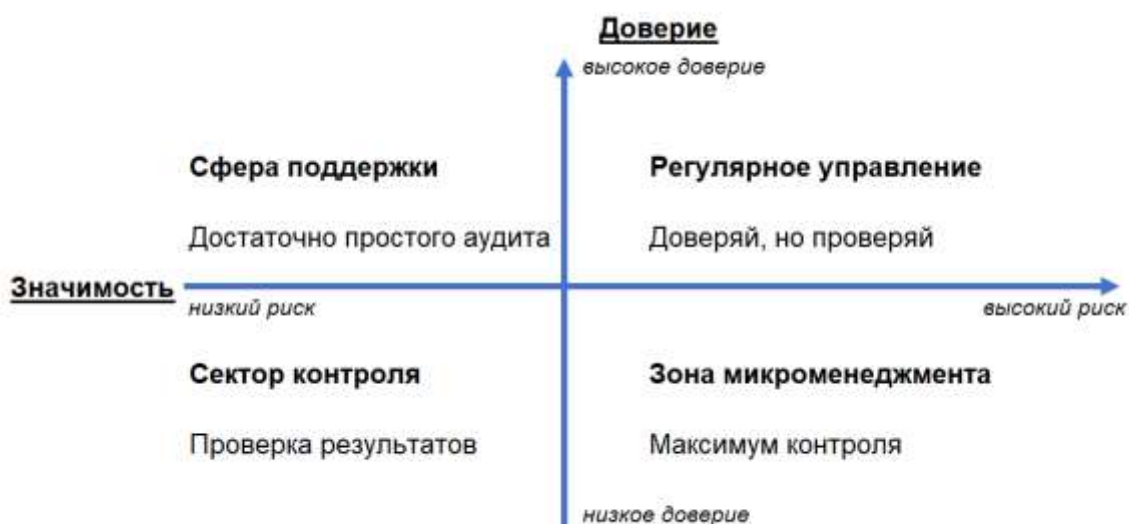 Доверие
высокое доверие
Сфера поддержки
Регулярное управление
Достаточно простого аудита
Доверяй, но проверяй
Значимость
низкий риск
высокий риск
Сектор контроля
Зона микроменеджмента
Проверка результатов
Максимум контроля
низкое доверие